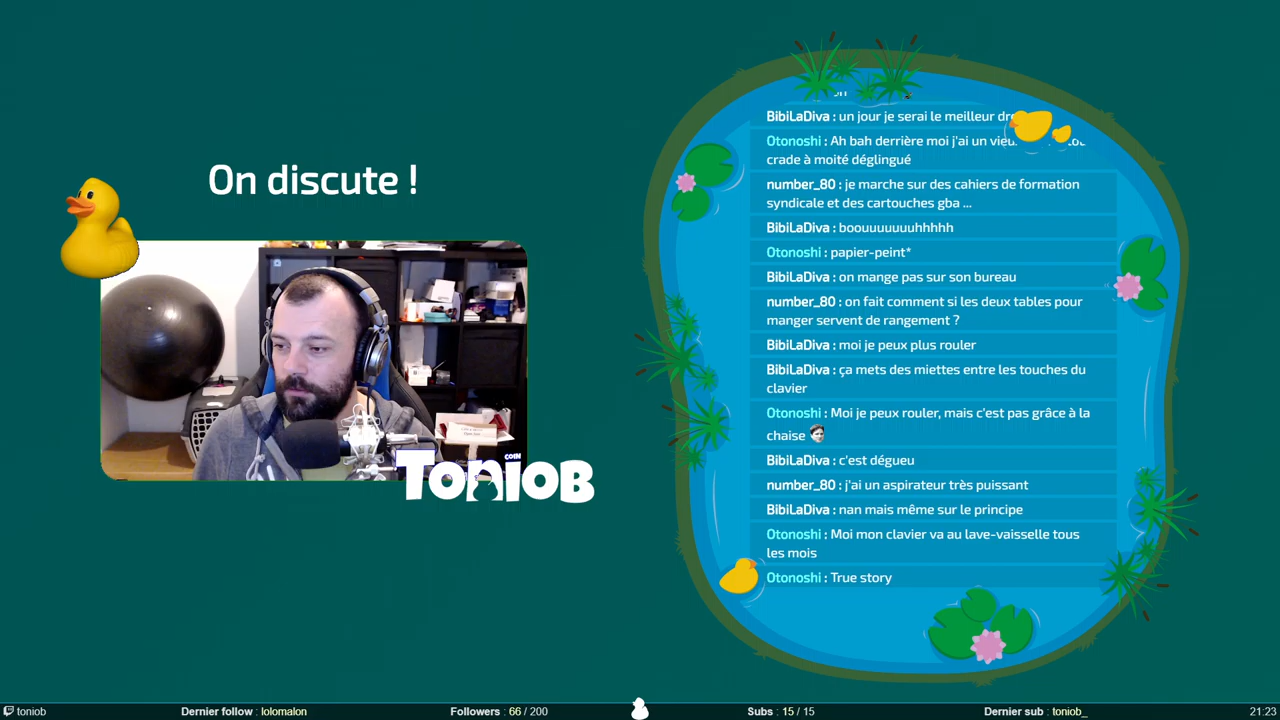 On discute !
COIN
TONIOB
BibiLaDiva : un jour je serai le meilleur
Otonoshi : Ah bah derrière moi j'ai un
crade à moité déglingué
number_80 : je marche sur des cahiers de formation
syndicale et des cartouches gba ...
BibiLaDiva : boouuuuuuuhhhhh
Otonoshi : papier-peint*
BibiLaDiva : on mange pas sur son bureau
number_80 : on fait comment si les deux tables pour
manger servent de rangement ?
BibiLaDiva : moi je peux plus rouler
BibiLaDiva : ça mets des miettes entre les touches du
clavier
Otonoshi : Moi je peux rouler, mais c'est pas grâce à la
chaise
BibiLaDiva : c'est dégueu
number_80 : j'ai un aspirateur très puissant
BibiLaDiva : nan mais même sur le principe
Otonoshi : Moi mon clavier va au lave-vaisselle tous
les mois
Otonoshi : True story
toniob
Dernier follow : lolomalon
Followers : 66 / 200
Subs : 15 / 15
Dernier sub : toniob_
21:23